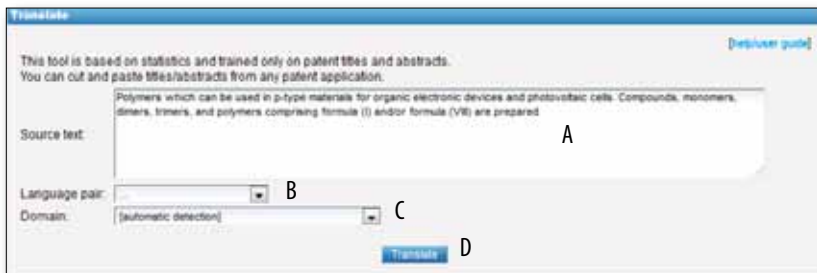 Translate
[help/user guide]
This tool is based on statistics and trained only on patent titles and abstracts.
You can cut and paste titles/abstracts from any patent application.
Polymers which can be used in p-type materials for organic electronic devices and photovoltaic cells. Compounds, monomers,
dimers, trimers, and polymers comprising formula (I) and/or formula (VIII) are prepared
Source text: A
Language pair: ... B
Domain: [automatic detection] C
Translate D